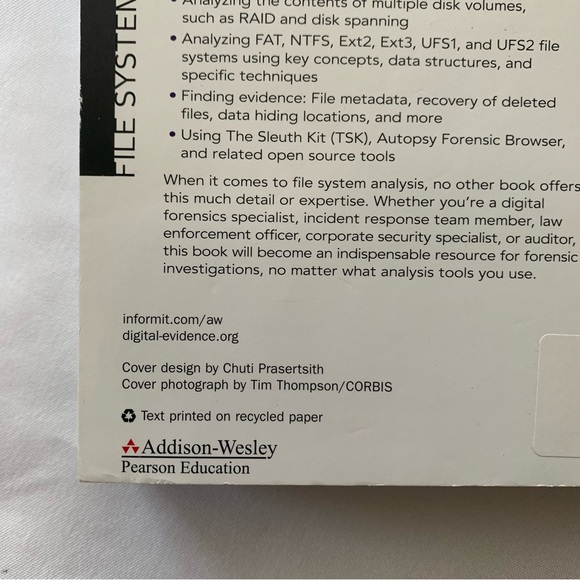 FILE SYSTEM
• Analyzing the contents of multiple disk volumes,
such as RAID and disk spanning
• Analyzing FAT, NTFS, Ext2, Ext3, UFS1, and UFS2 file
systems using key concepts, data structures, and
specific techniques
• Finding evidence: File metadata, recovery of deleted
files, data hiding locations, and more
• Using The Sleuth Kit (TSK), Autopsy Forensic Browser,
and related open source tools
When it comes to file system analysis, no other book offers
this much detail or expertise. Whether you're a digital
forensics specialist, incident response team member, law
enforcement officer, corporate security specialist, or auditor,
this book will become an indispensable resource for forensic
investigations, no matter what analysis tools you use.
informit.com/aw
digital-evidence.org
Cover design by Chuti Prasertsith
Cover photograph by Tim Thompson/CORBIS
Text printed on recycled paper
Addison-Wesley
Pearson Education